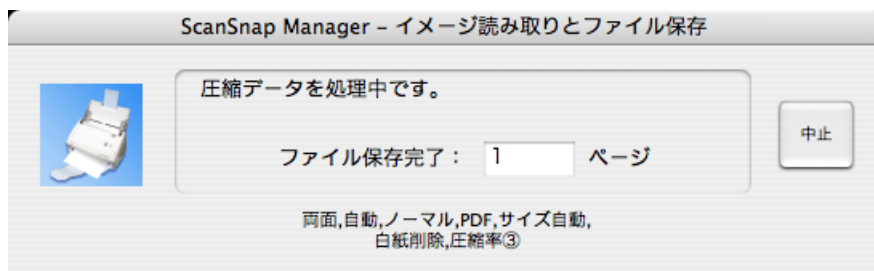 ScanSnap Manager – イメージ読み取りとファイル保存
圧縮データを処理中です。
中止
ファイル保存完了： 1 ページ
両面,自動,ノーマル,PDF,サイズ自動,
白紙削除,圧縮率③